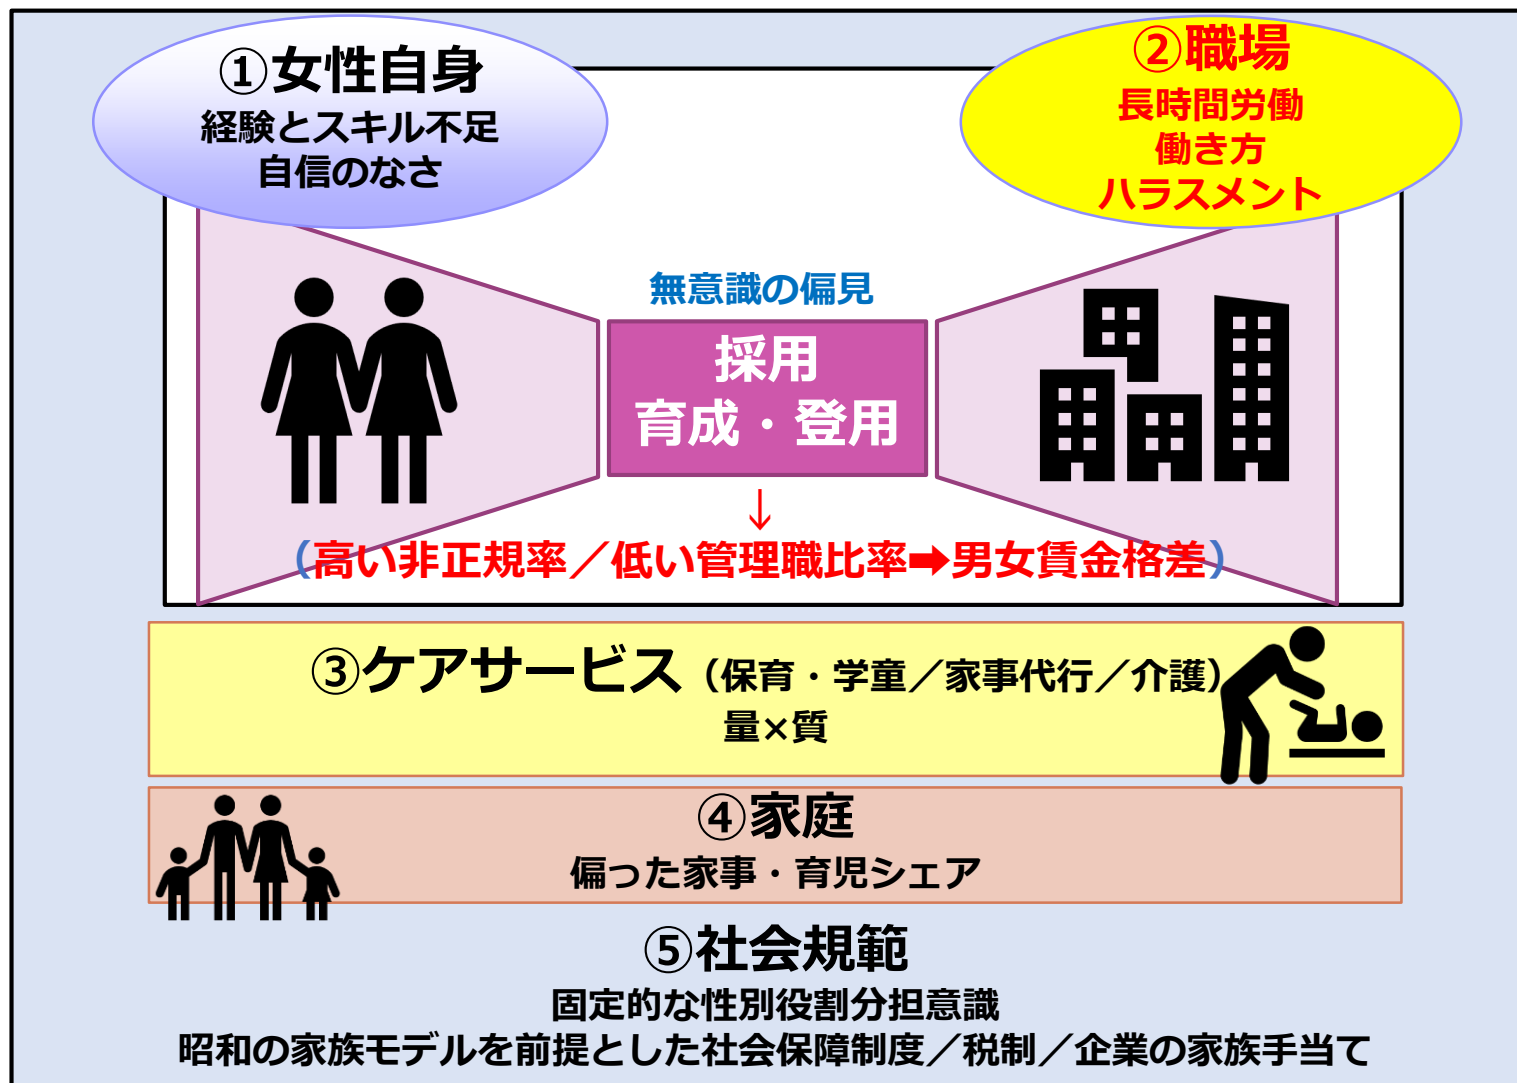 ①女性自身
経験とスキル不足
自信のなさ
②職場
長時間労働
働き方
ハラスメント
無意識の偏見
採用
育成・登用
↓
（高い非正規率／低い管理職比率➡男女賃金格差）
③ケアサービス（保育・学童／家事代行／介護）
量×質
④家庭
偏った家事・育児シェア
⑤社会規範
固定的な性別役割分担意識
昭和の家族モデルを前提とした社会保障制度／税制／企業の家族手当て